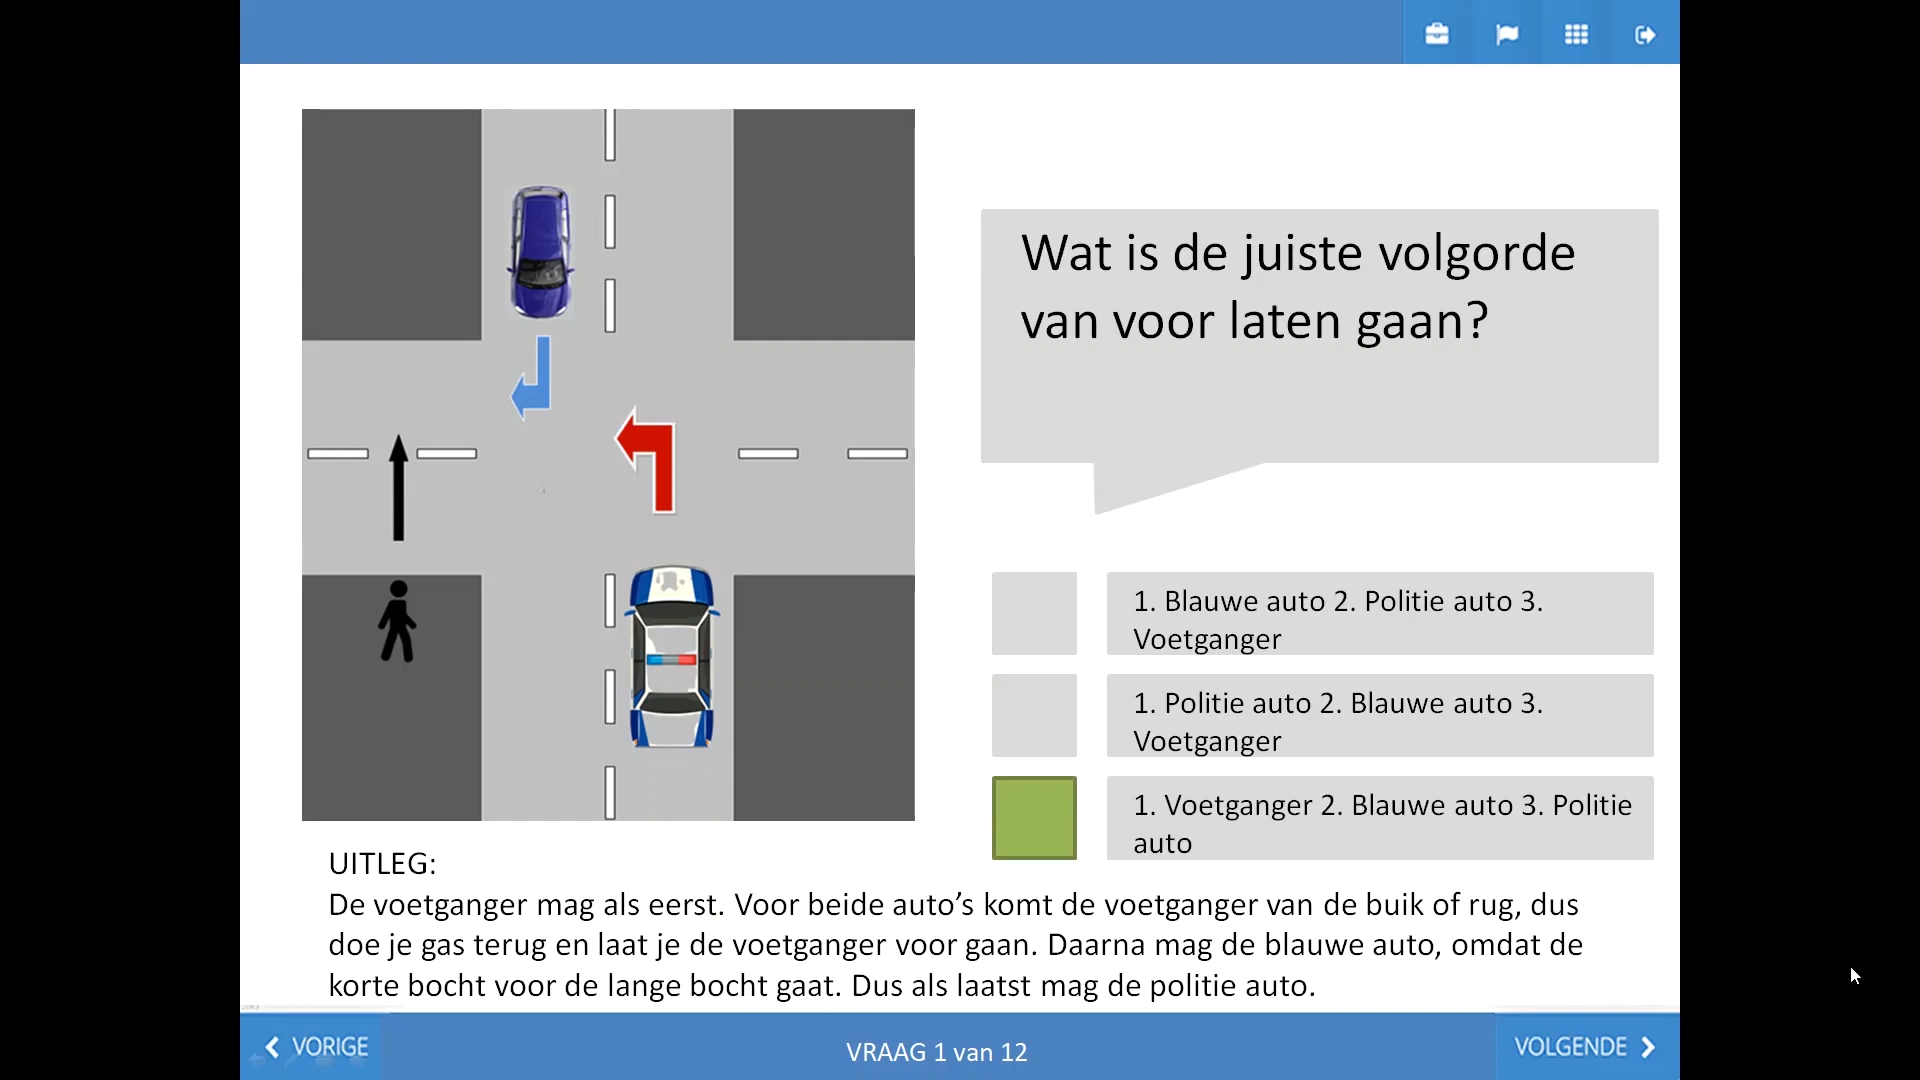 Wat is de juiste volgorde
van voor laten gaan?
1. Blauwe auto 2. Politie auto 3.
Voetganger
1. Politie auto 2. Blauwe auto 3.
Voetganger
1. Voetganger 2. Blauwe auto 3. Politie
auto
UITLEG:
De voetganger mag als eerst. Voor beide auto’s komt de voetganger van de buik of rug, dus
doe je gas terug en laat je de voetganger voor gaan. Daarna mag de blauwe auto, omdat de
korte bocht voor de lange bocht gaat. Dus als laatst mag de politie auto.
VORIGE
VRAAG 1 van 12
VOLGENDE